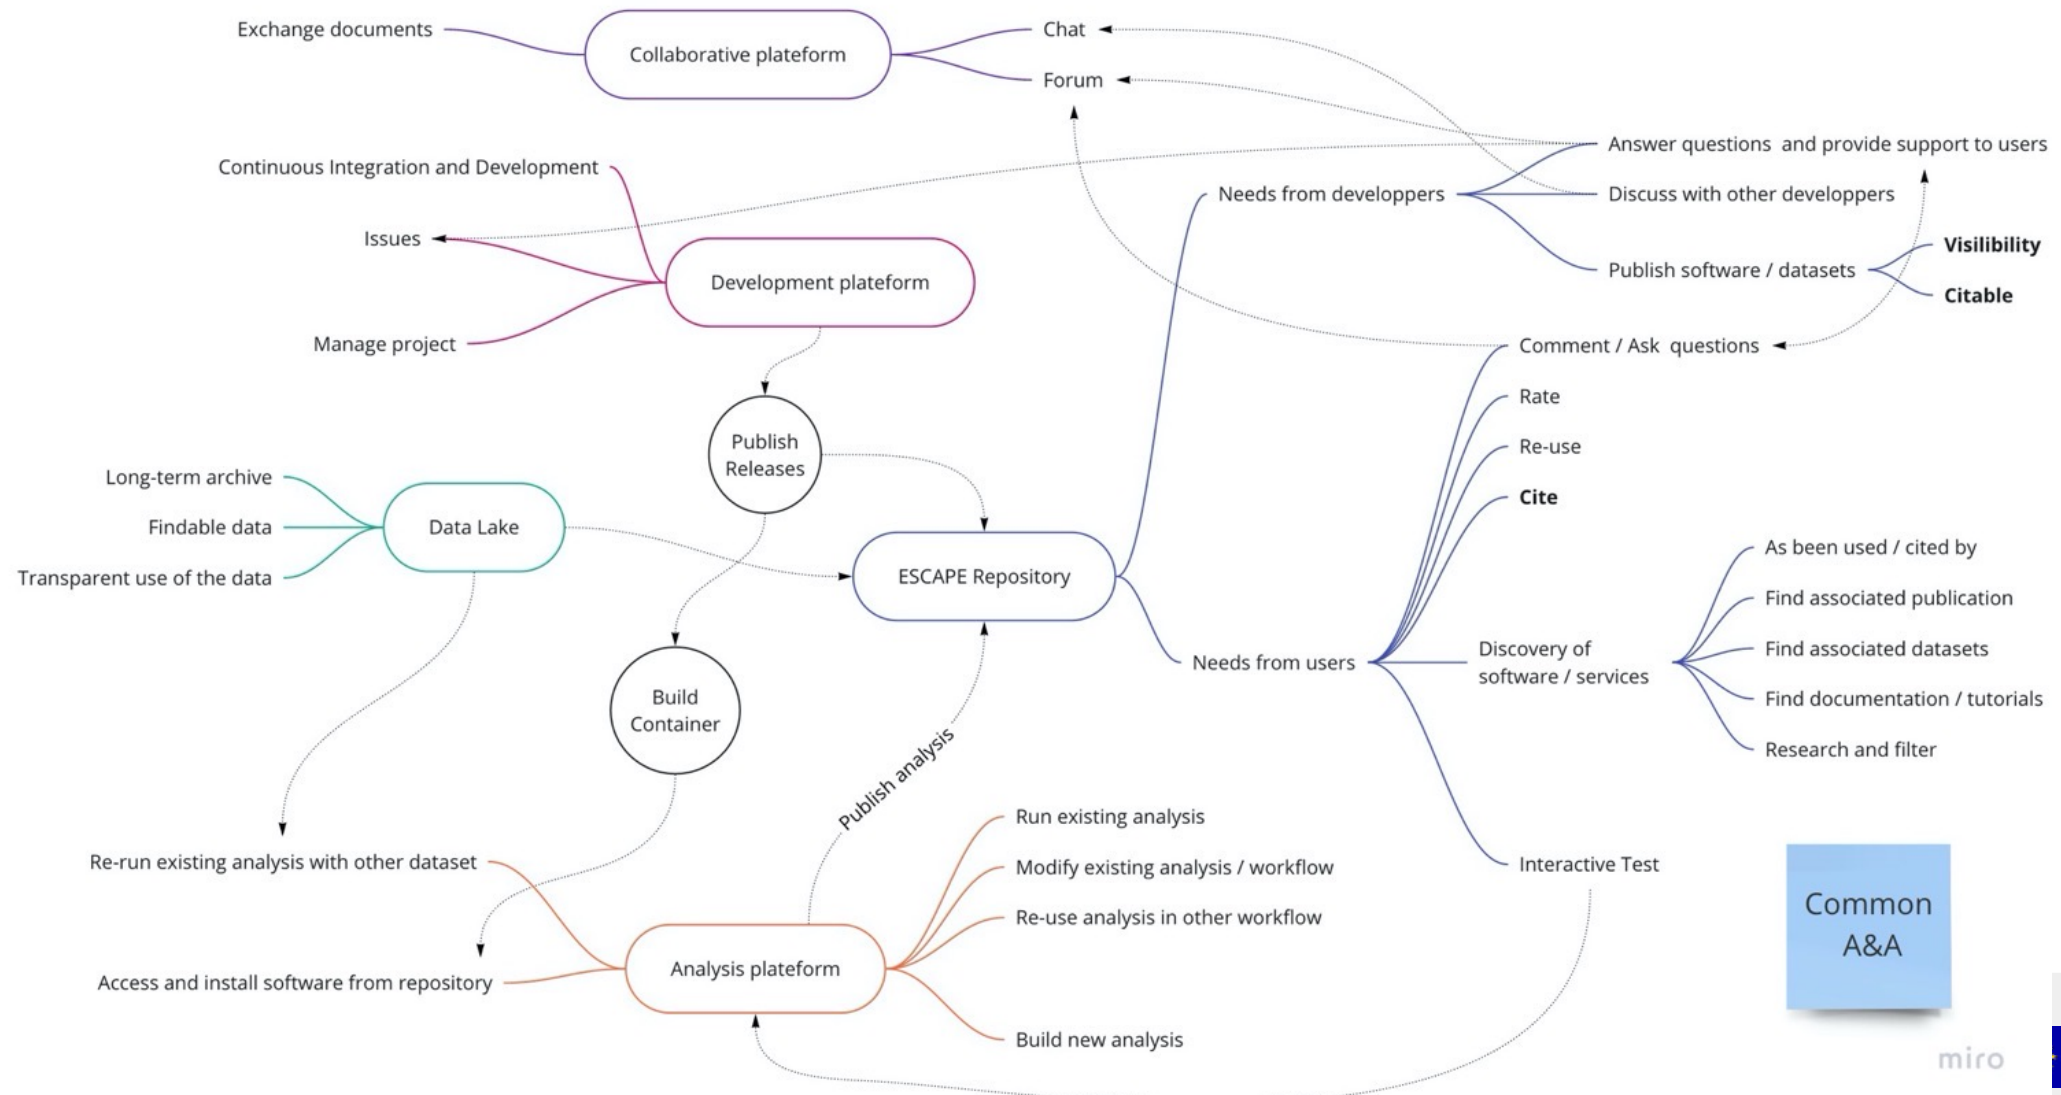 Exchange documents
Collaborative plateform
Chat
Forum
Answer questions  and provide support to users
Continuous Integration and Development
Needs from developpers
Discuss with other developpers
Issues
Visilibility
Development plateform
Publish software / datasets
Citable
Manage project
Comment / Ask  questions
Rate
Publish
Releases
Re-use
Long-term archive
Cite
Findable data
Data Lake
As been used / cited by
Transparent use of the data
ESCAPE Repository
Find associated publication
Needs from users
Discovery of
software / services
Find associated datasets
Find documentation / tutorials
Build
Container
Research and filter
Publish analysis
Run existing analysis
Re-run existing analysis with other dataset
Modify existing analysis / workflow
Interactive Test
Re-use analysis in other workflow
Common
A&A
Analysis plateform
Access and install software from repository
Build new analysis
miro